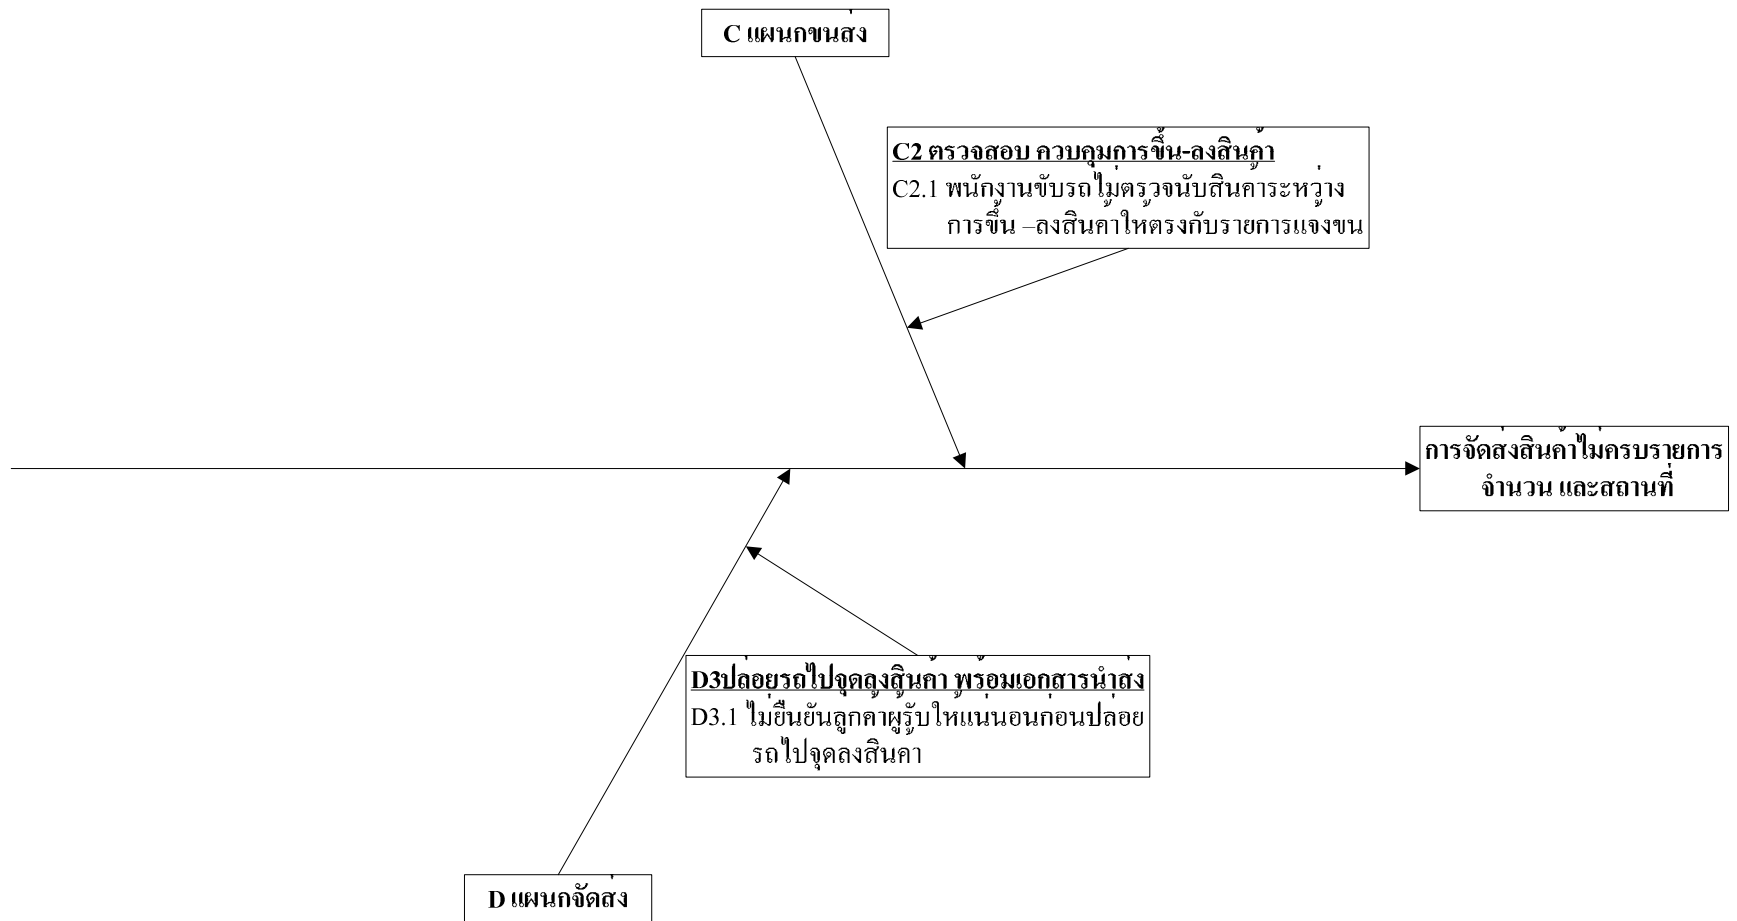 C แผนกขนส่ง
C2 ตรวจสอบ ควบคุมการขึ้น-ลงสินค้า
C2.1 พนักงานขับรถไม่ตรวจนับสินค้าระหว่าง
การขึ้น –ลงสินค้าให้ตรงกับรายการแจ้งขน
การจัดส่งสินค้าไม่ครบรายการ
จำนวน และสถานที่
D3ปล่อยรถไปจุดลงสินค้า พร้อมเอกสารนำส่ง
D3.1 ไม่ยืนยันลูกค้าผู้รับให้แน่นอนก่อนปล่อย
รถไปจุดลงสินค้า
D แผนกจัดส่ง